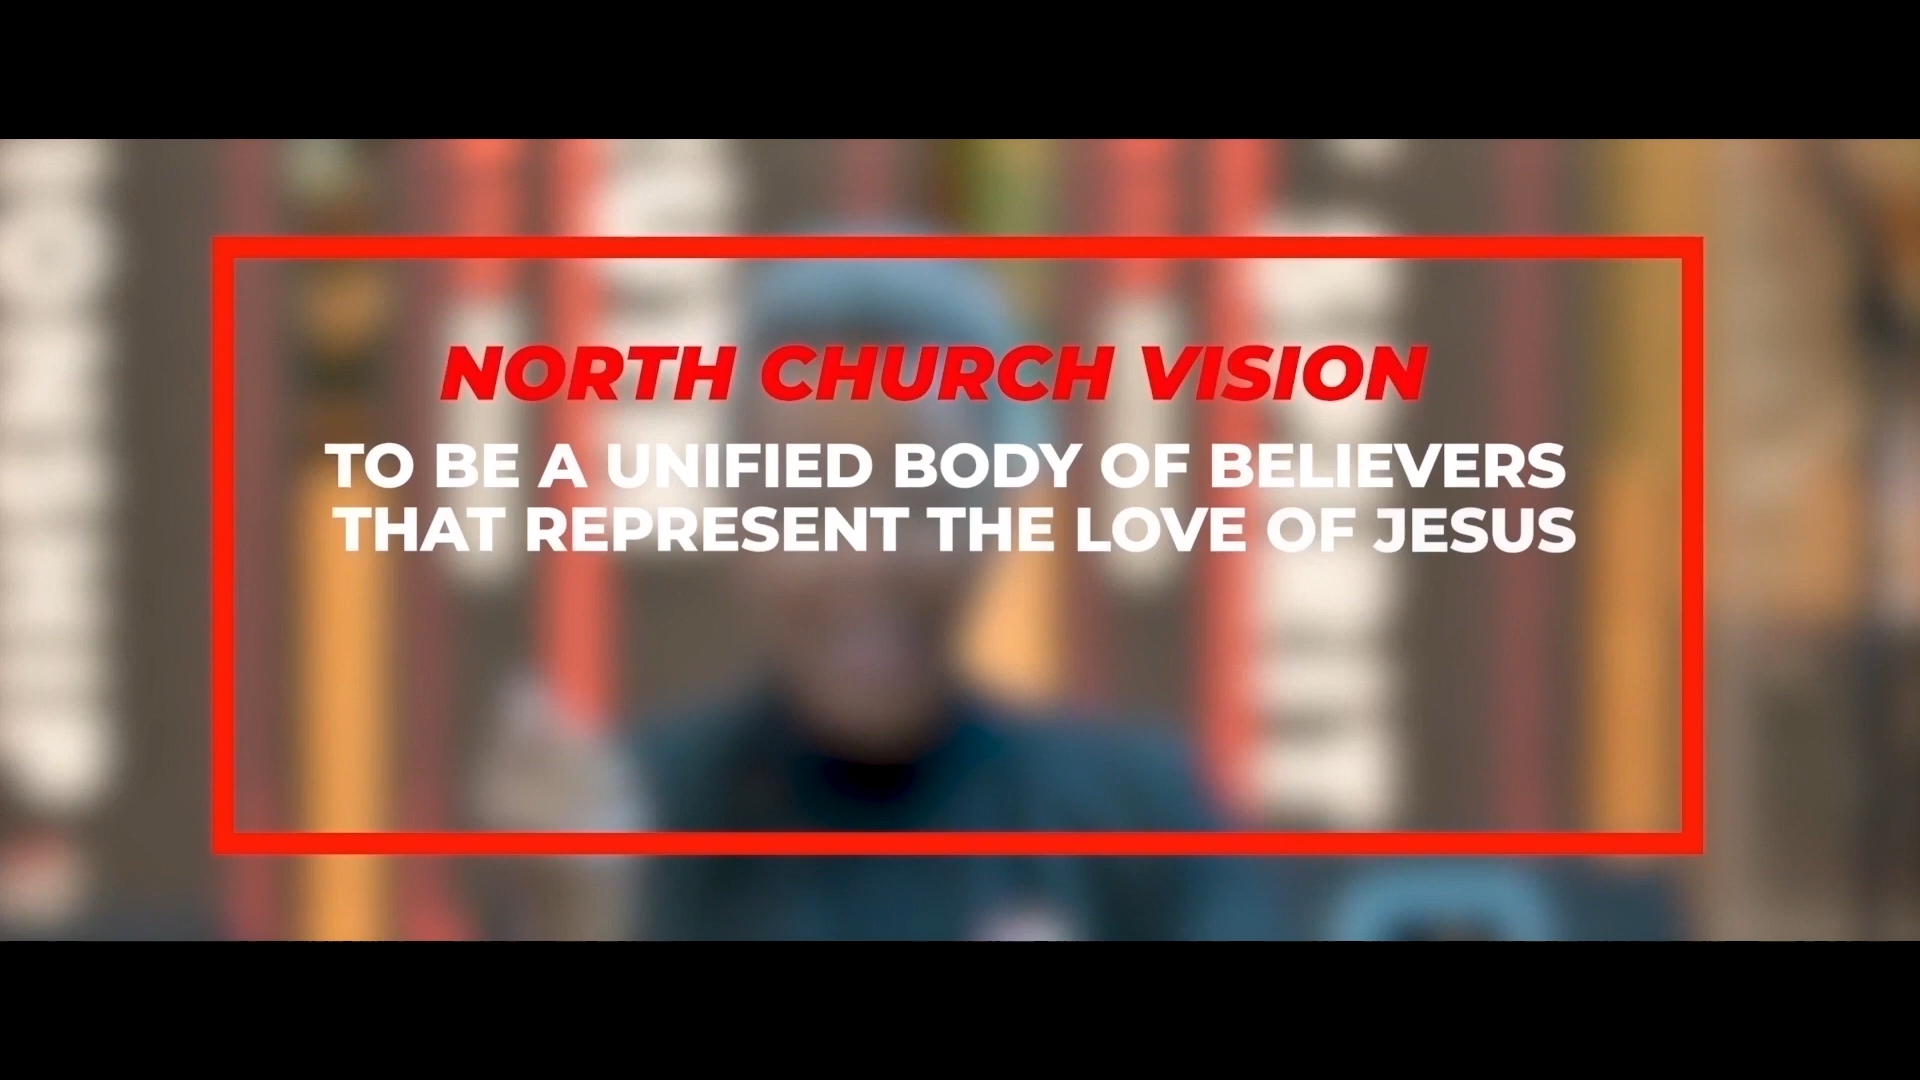 NORTH CHURCH VISION
TO BE A UNIFIED BODY OF BELIEVERS
THAT REPRESENT THE LOVE OF JESUS